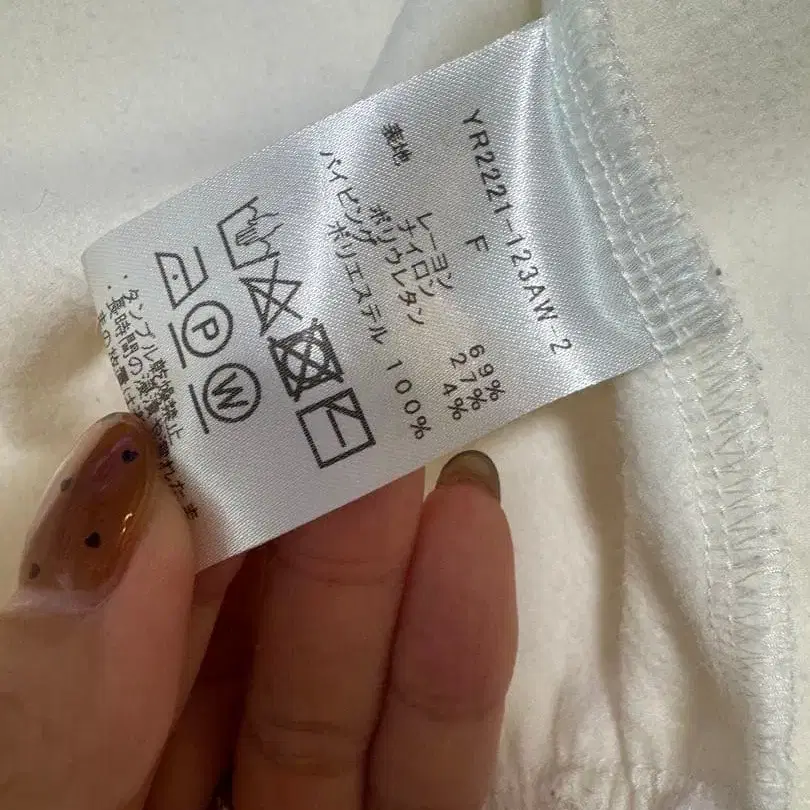 YR2221-123AW-2
F
表地
レーヨン 69%
ナイロン 27%
ポリウレタン 4%
パイピング
ポリエステル 100%
P
W
・タンブル乾燥禁止